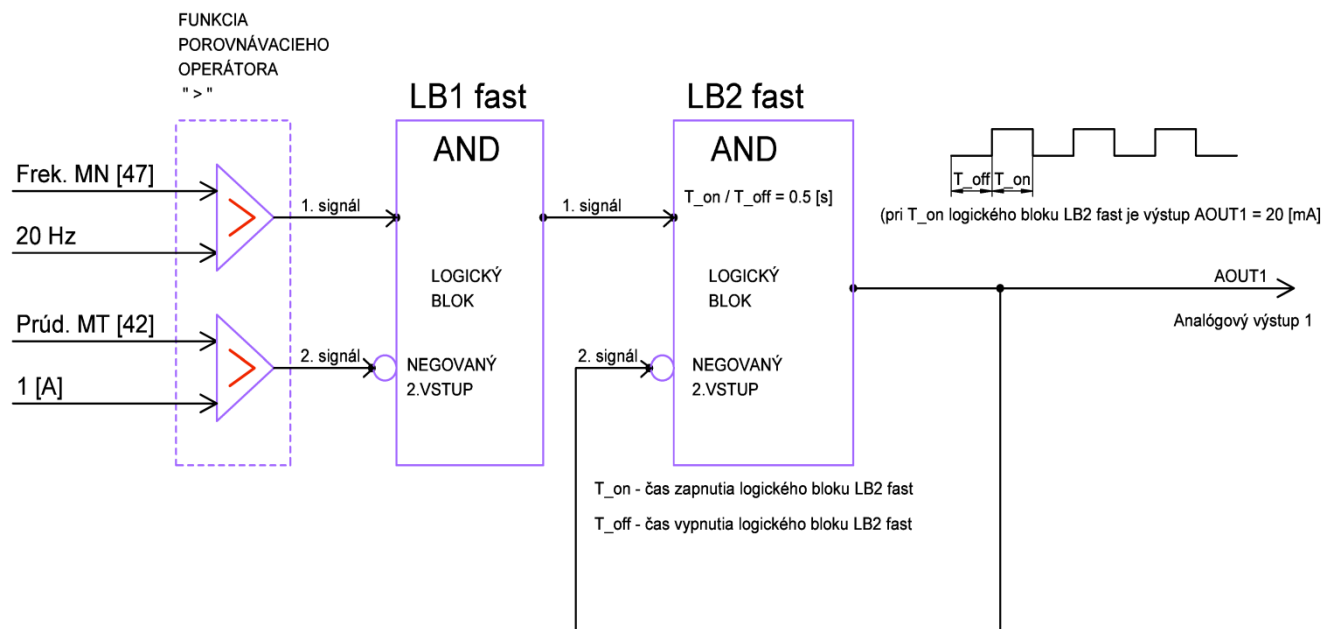 FUNKCIA
POROVNÁVACIEHO
OPERÁTORA
" > "
LB1 fast
LB2 fast
AND
AND
Frek. MN [47]
20 Hz
1. signál
1. signál
T_on / T_off = 0.5 [s]
T_off
T_on
(pri T_on logického bloku LB2 fast je výstup AOUT1 = 20 [mA]
LOGICKÝ
BLOK
LOGICKÝ
BLOK
AOUT1
Analógový výstup 1
Prúd. MT [42]
1 [A]
2. signál
NEGOVANÝ
2.VSTUP
2. signál
NEGOVANÝ
2.VSTUP
T_on - čas zapnutia logického bloku LB2 fast
T_off - čas vypnutia logického bloku LB2 fast